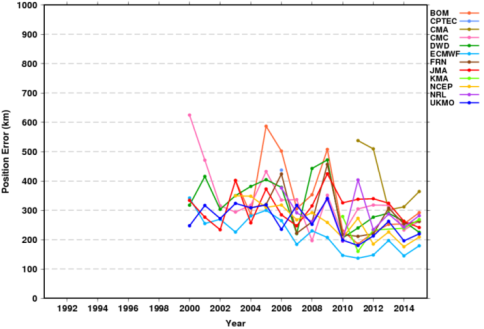 1000
900
800
700
600
500
400
300
200
100
0
Position Error (km)
1992 1994 1996 1998 2000 2002 2004 2006 2008 2010 2012 2014
Year
BOM
CPTEC
CMA
CMC
DWD
ECMWF
FRN
JMA
KMA
NCEP
NRL
UKMO